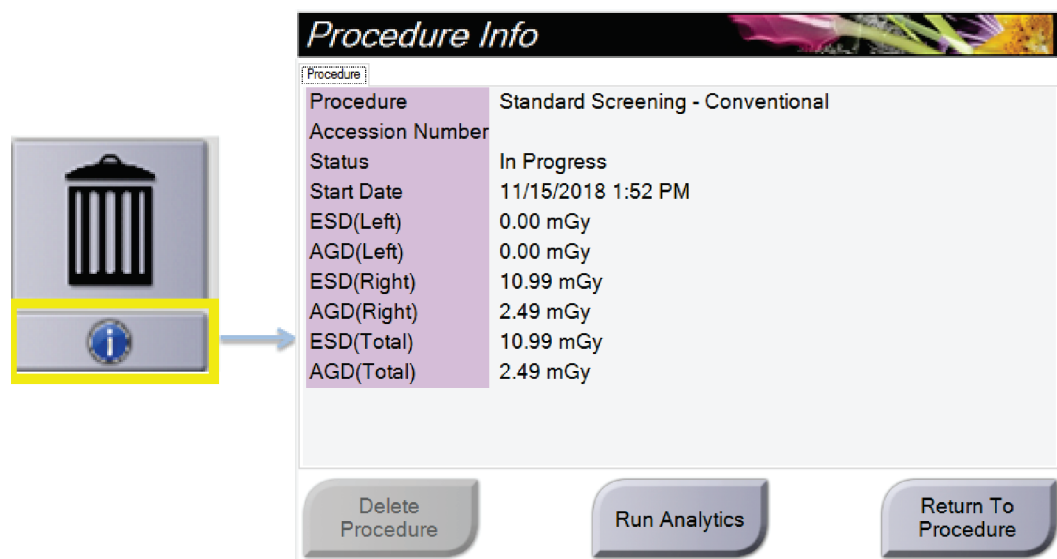 Procedure Info
Procedure
Procedure Standard Screening - Conventional
Accession Number
Status In Progress
Start Date 11/15/2018 1:52 PM
ESD(Left) 0.00 mGy
AGD(Left) 0.00 mGy
ESD(Right) 10.99 mGy
AGD(Right) 2.49 mGy
ESD(Total) 10.99 mGy
AGD(Total) 2.49 mGy
i
Delete
Procedure
Run Analytics
Return To
Procedure